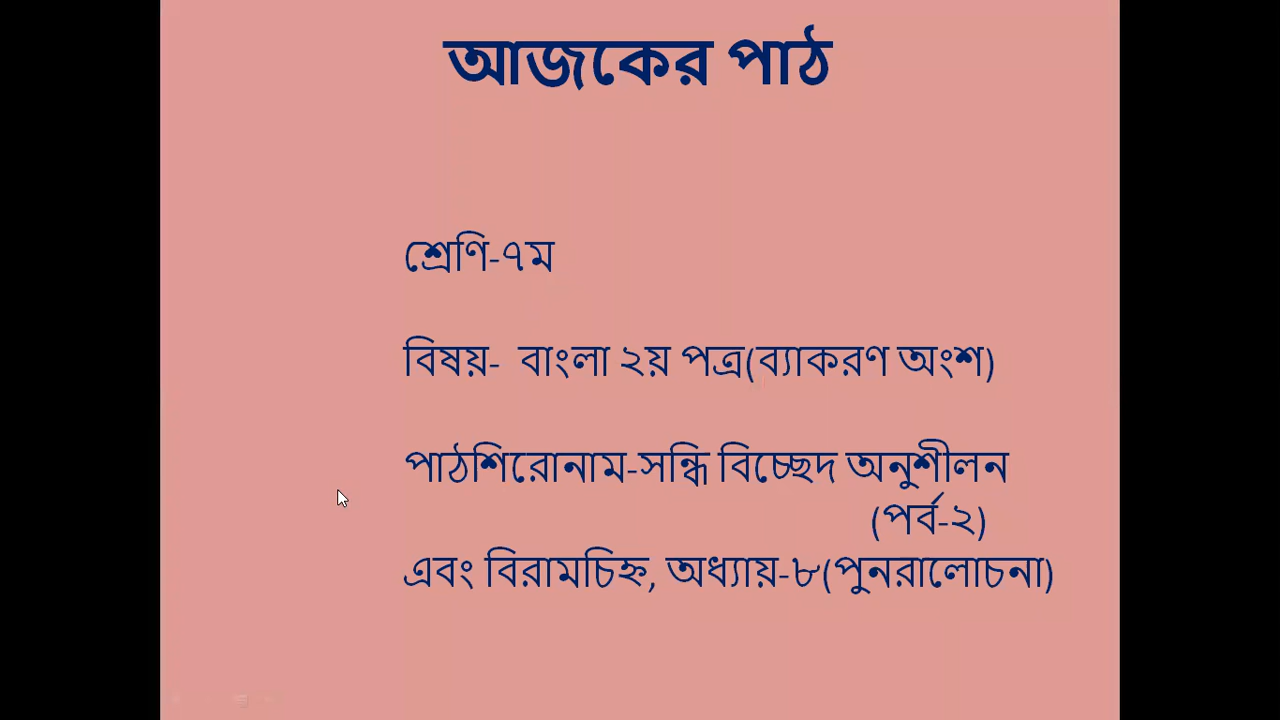 আজকের পাঠ
শ্রেণি-৭ম
বিষয়- বাংলা ২য় পত্র(ব্যাকরণ অংশ)
পাঠশিরোনাম-সন্ধি বিচ্ছেদ অনুশীলন
(পর্ব-২)
এবং বিরামচিহ্ন, অধ্যায়-৮(পুনরালোচনা)